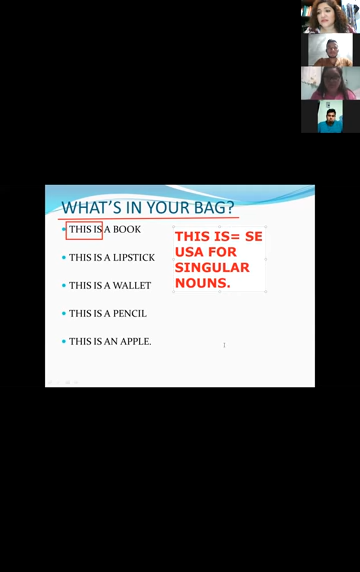 WHAT'S IN YOUR BAG?
THIS IS A BOOK
THIS IS A LIPSTICK
THIS IS A WALLET
THIS IS A PENCIL
THIS IS AN APPLE.
THIS IS= SE
USA FOR
SINGULAR
NOUNS.